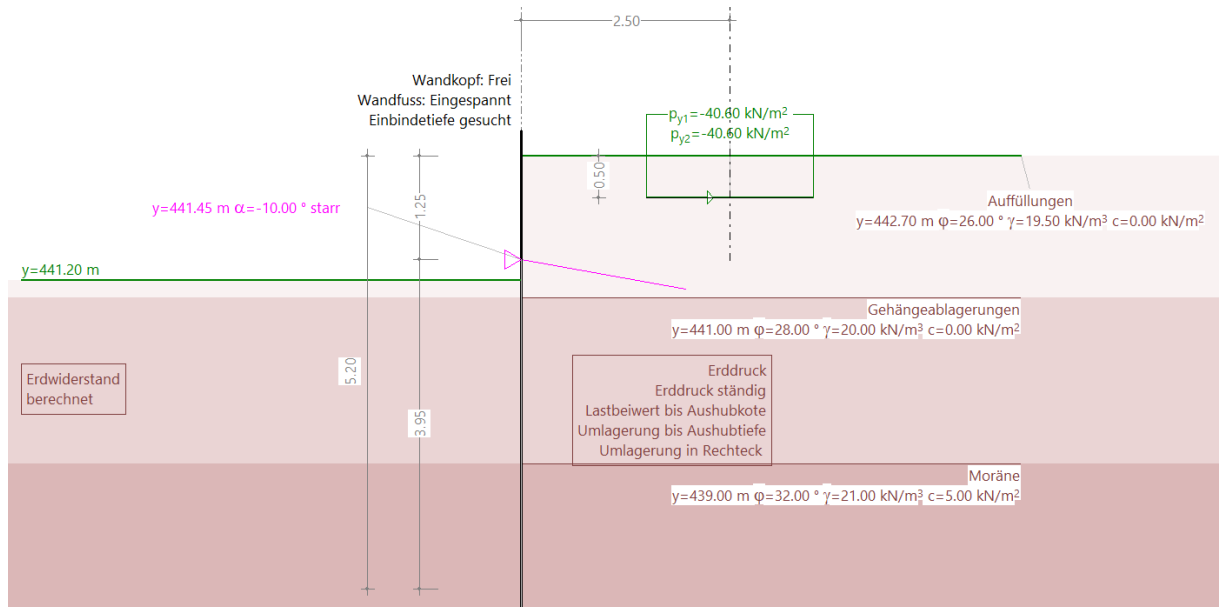 2.50
Wandkopf: Frei
Wandfuss: Eingespannt
Einbindetiefe gesucht
py1=-40.60 kN/m²
py2=-40.60 kN/m²
0.50
1.25
y=441.45 m α=-10.00 ° starr
Auffüllungen
y=442.70 m φ=26.00 ° γ=19.50 kN/m³ c=0.00 kN/m²
y=441.20 m
Gehängeablagerungen
y=441.00 m φ=28.00 ° γ=20.00 kN/m³ c=0.00 kN/m²
5.20
3.95
Erdwiderstand
berechnet
Erddruck
Erddruck ständig
Lastbeiwert bis Aushubkote
Umlagerung bis Aushubtiefe
Umlagerung in Rechteck
Moräne
y=439.00 m φ=32.00 ° γ=21.00 kN/m³ c=5.00 kN/m²